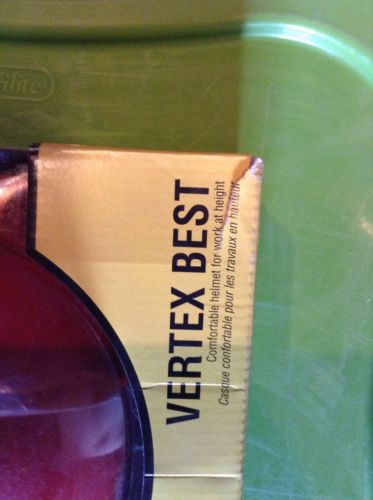 VERTEX BEST
Comfortable helmet for work at height
Casque confortable pour les travaux en hauteur